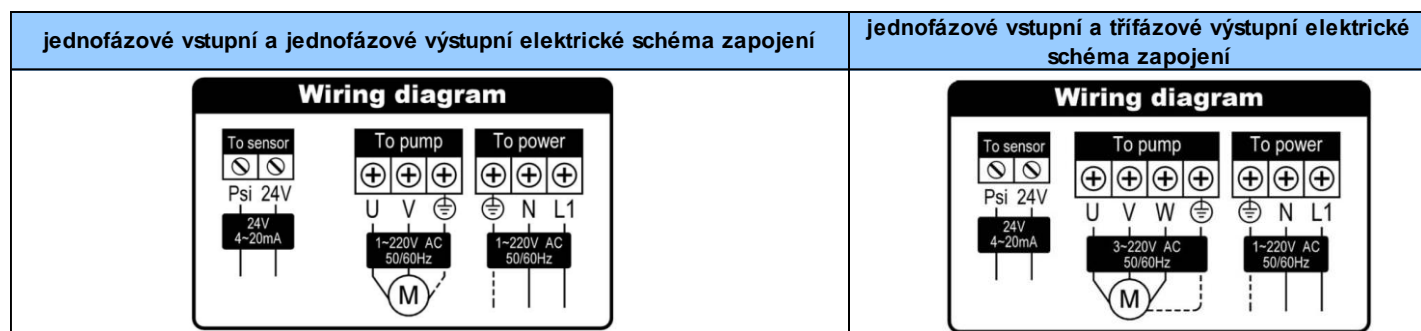 jednofázové vstupní a jednofázové výstupní elektrické schéma zapojení
jednofázové vstupní a třífázové výstupní elektrické
schéma zapojení
Wiring diagram
To sensor
To pump
To power
Psi 24V
U V N L1
24V
4~20mA
1~220V AC
50/60Hz
1~220V AC
50/60Hz
M
Wiring diagram
To sensor
To pump
To power
Psi 24V
U V W N L1
24V
4~20mA
3~220V AC
50/60Hz
1~220V AC
50/60Hz
M